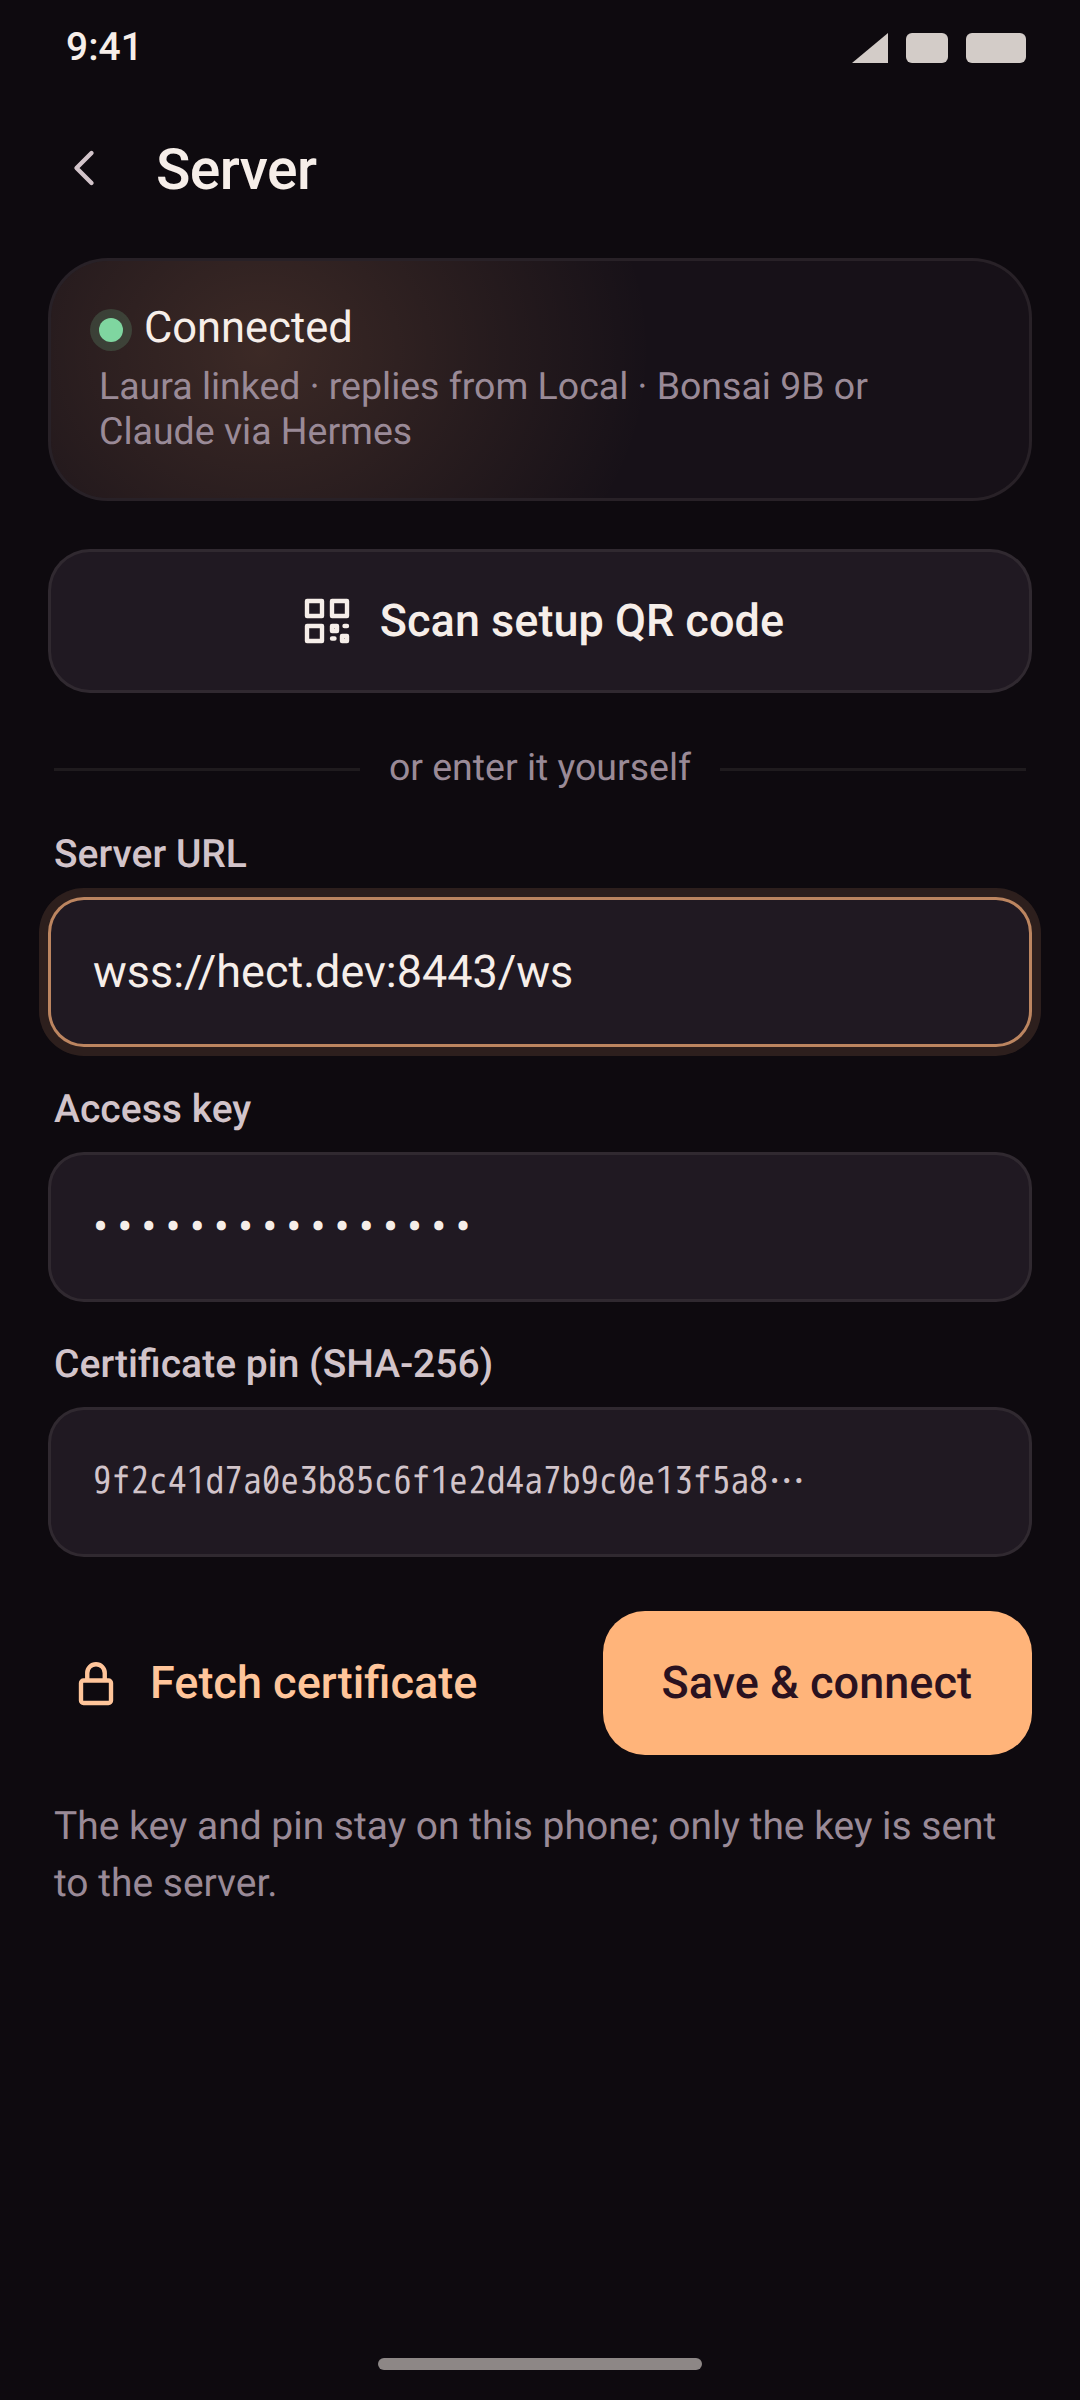 9:41
Server
Connected
Laura linked · replies from Local · Bonsai 9B or
Claude via Hermes
Scan setup QR code
or enter it yourself
Server URL
wss://hect.dev:8443/ws
Access key
••••••••••••••••
Certificate pin (SHA-256)
9f2c41d7a0e3b85c6f1e2d4a7b9c0e13f5a8…
Fetch certificate
Save & connect
The key and pin stay on this phone; only the key is sent
to the server.